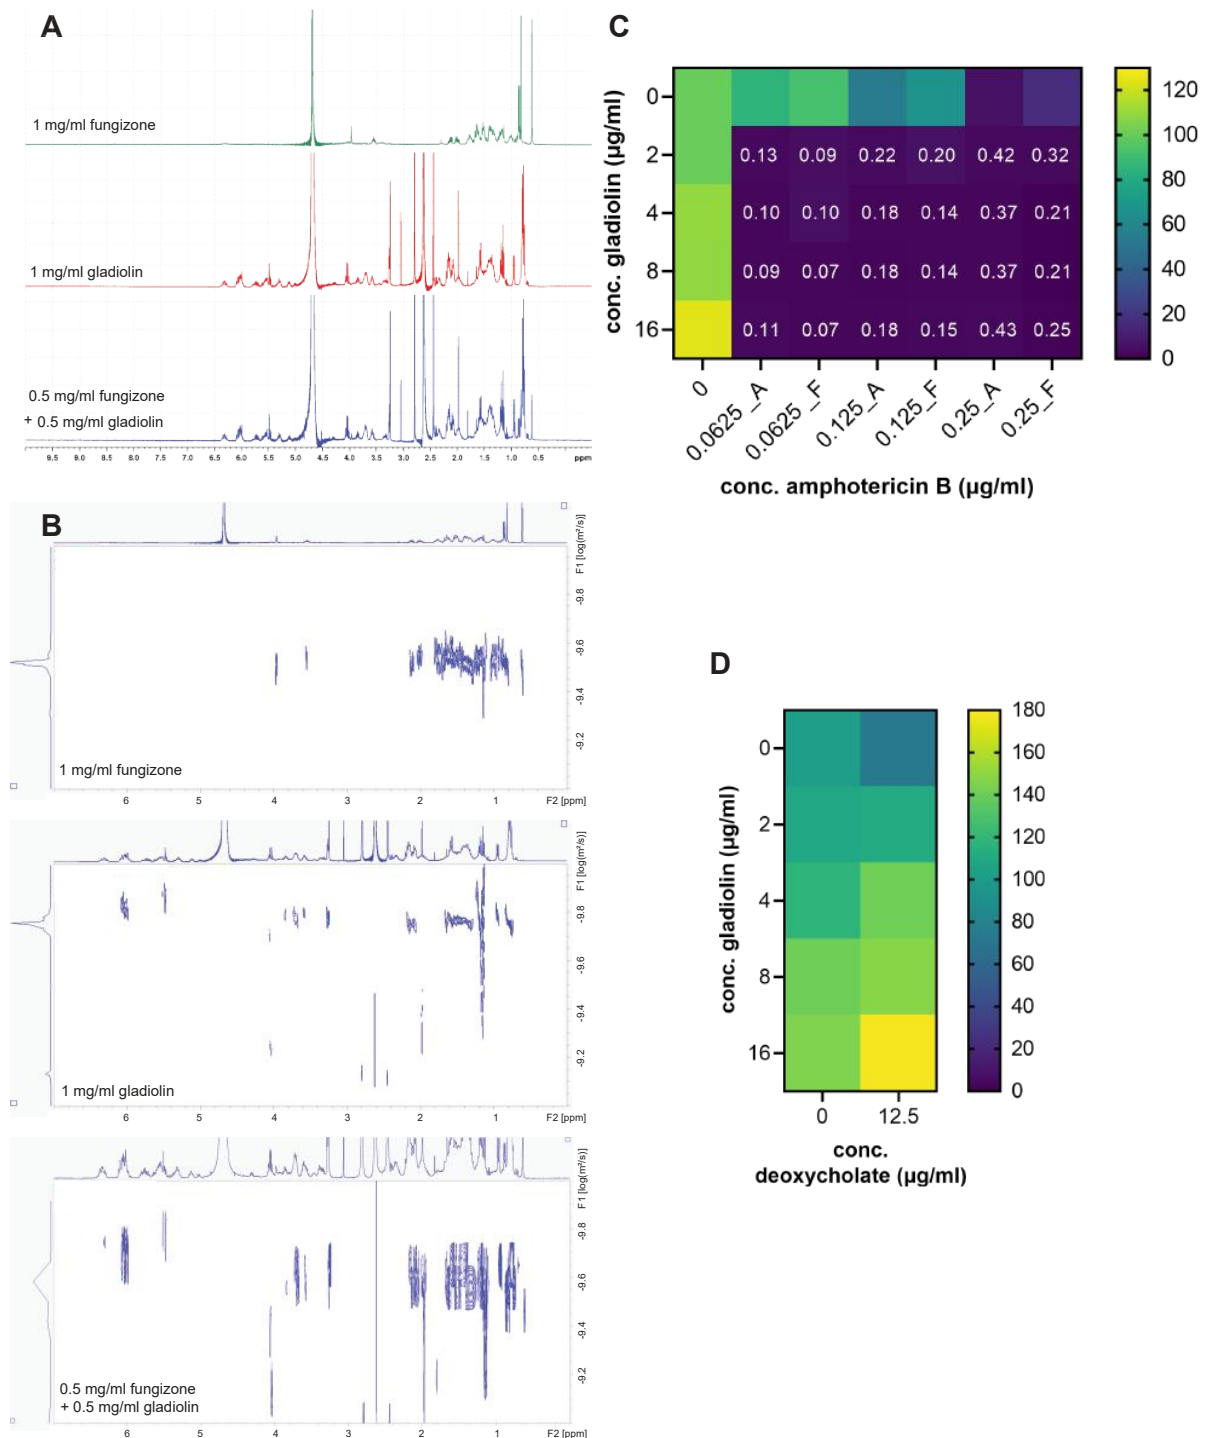 A
1 mg/ml fungizone
1 mg/ml gladiolin
0.5 mg/ml fungizone
+ 0.5 mg/ml gladiolin
9.5 9.0 8.5 8.0 7.5 7.0 6.5 6.0 5.5 5.0 4.5 4.0 3.5 3.0 2.5 2.0 1.5 1.0 0.5 ppm
B
F1 [log(m²/s)]
-9.8
-9.6
-9.4
-9.2
1 mg/ml fungizone
6 5 4 3 2 1 F2 [ppm]
F1 [log(m²/s)]
-9.8
-9.6
-9.4
-9.2
1 mg/ml gladiolin
6 5 4 3 2 1 F2 [ppm]
F1 [log(m²/s)]
-9.8
-9.6
-9.4
-9.2
0.5 mg/ml fungizone
+ 0.5 mg/ml gladiolin
6 5 4 3 2 1 F2 [ppm]
C
conc. gladiolin (µg/ml)
0
2 0.13 0.09 0.22 0.20 0.42 0.32
4 0.10 0.10 0.18 0.14 0.37 0.21
8 0.09 0.07 0.18 0.14 0.37 0.21
16 0.11 0.07 0.18 0.15 0.43 0.25
0 0.0625_A 0.0625_F 0.125_A 0.125_F 0.25_A 0.25_F
conc. amphotericin B (µg/ml)
120
100
80
60
40
20
0
D
conc. gladiolin (µg/ml)
0
2
4
8
16
0 12.5
conc.
deoxycholate (µg/ml)
180
160
140
120
100
80
60
40
20
0